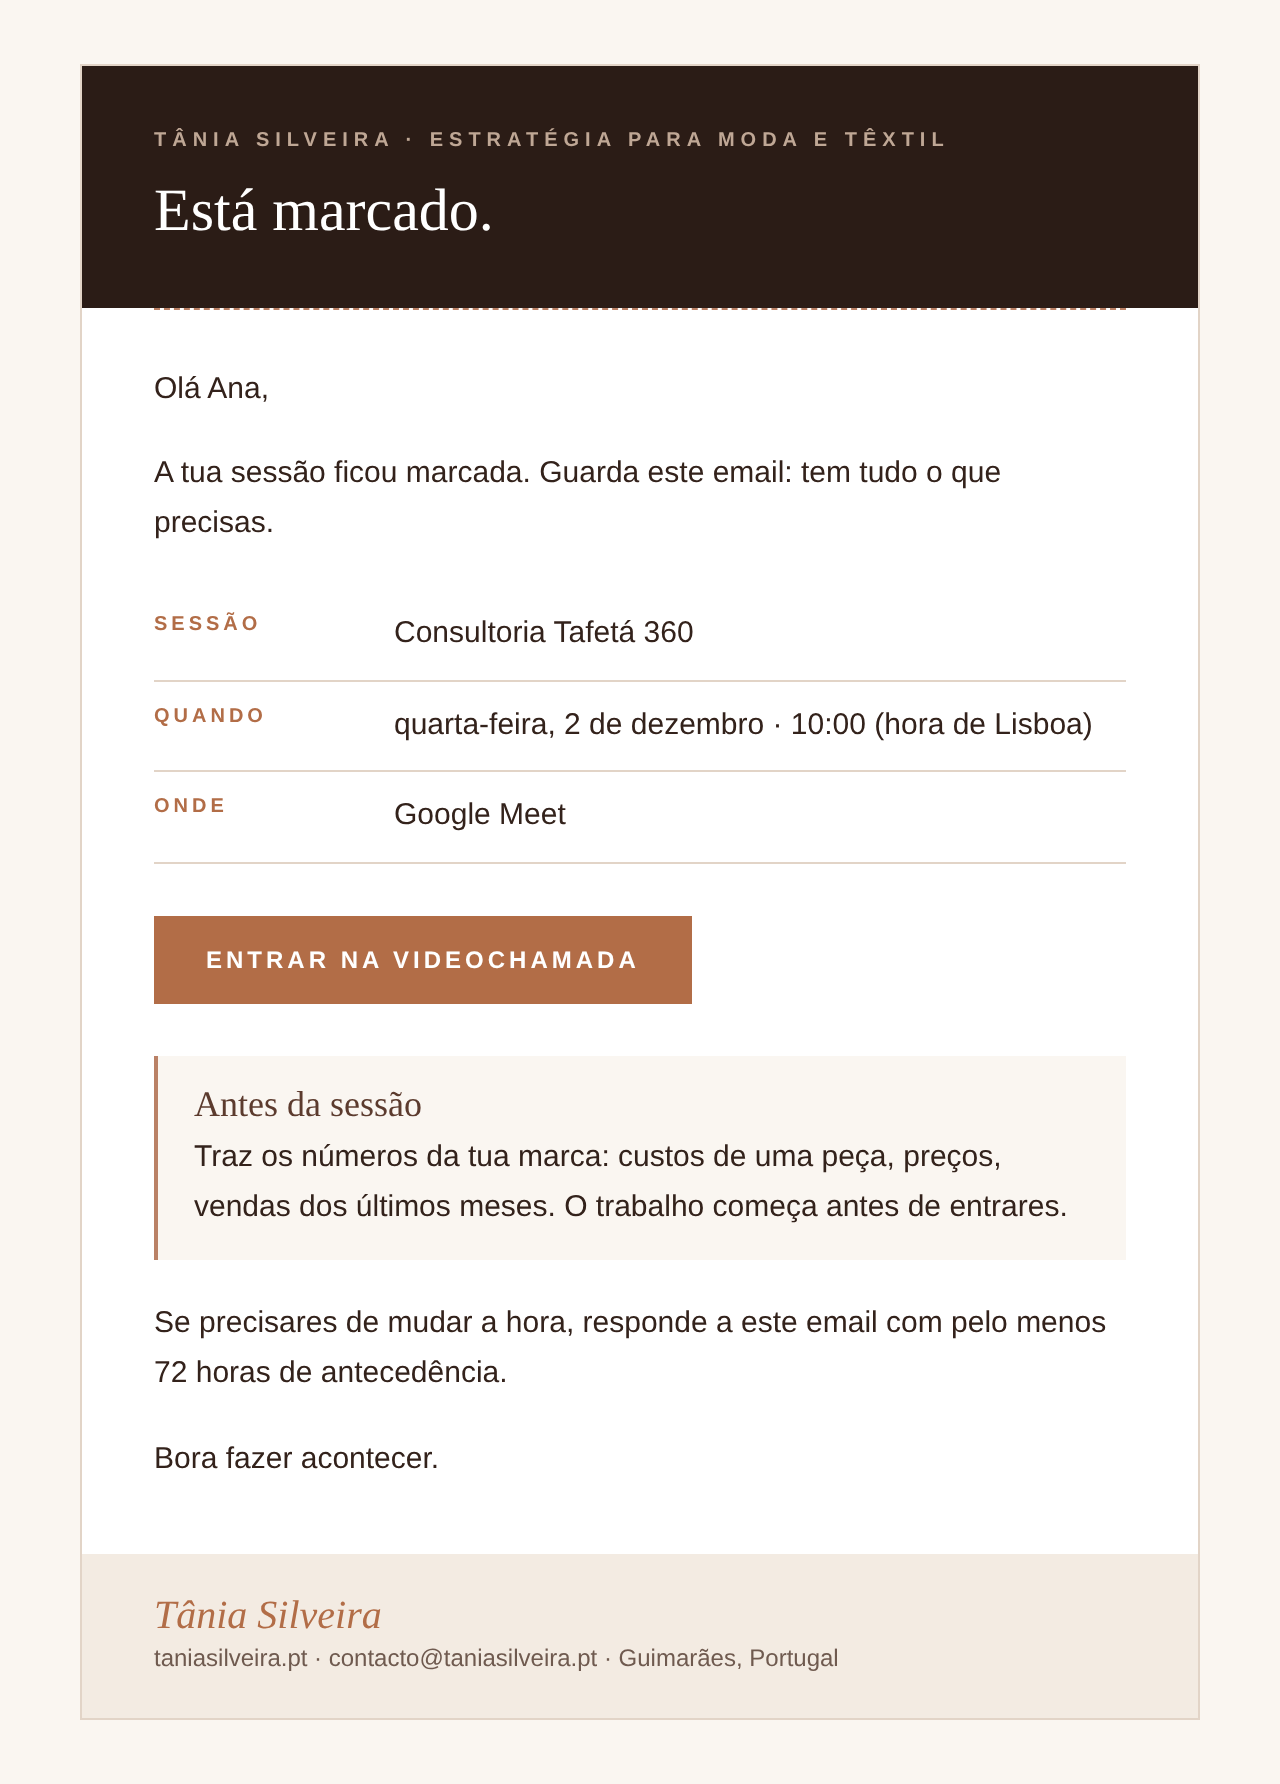 TÂNIA SILVEIRA · ESTRATÉGIA PARA MODA E TÊXTIL
Está marcado.
Olá Ana,
A tua sessão ficou marcada. Guarda este email: tem tudo o que
precisas.
SESSÃO
Consultoria Tafetá 360
QUANDO
quarta-feira, 2 de dezembro · 10:00 (hora de Lisboa)
ONDE
Google Meet
ENTRAR NA VIDEOCHAMADA
Antes da sessão
Traz os números da tua marca: custos de uma peça, preços,
vendas dos últimos meses. O trabalho começa antes de entrares.
Se precisares de mudar a hora, responde a este email com pelo menos
72 horas de antecedência.
Bora fazer acontecer.
Tânia Silveira
taniasilveira.pt · contacto@taniasilveira.pt · Guimarães, Portugal